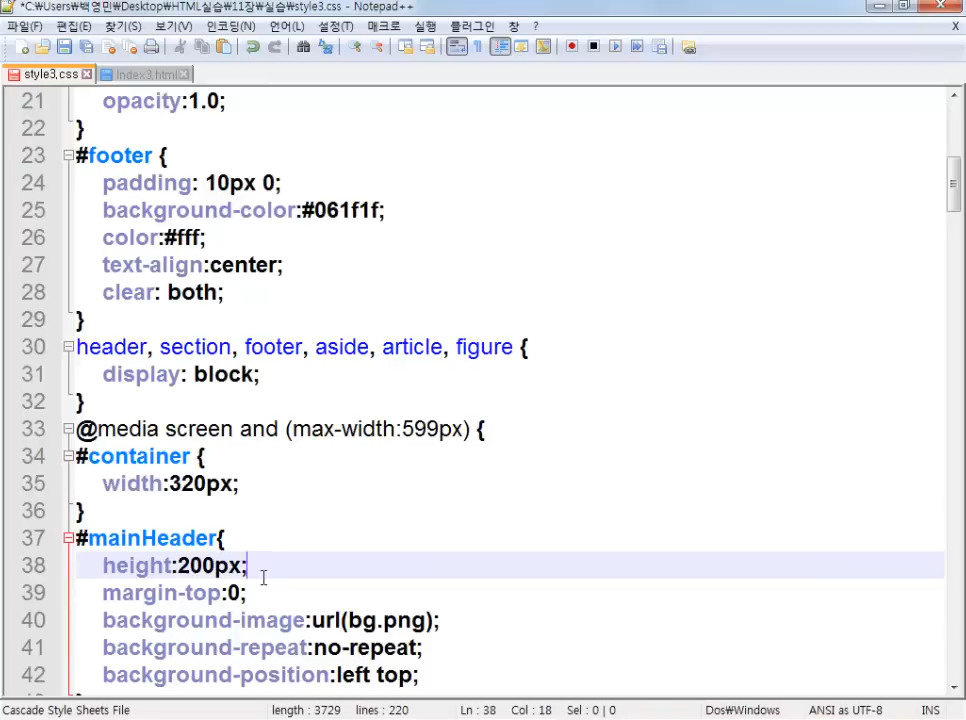 *C:\Users\백영민\Desktop\HTML실습\11장\실습\style3.css - Notepad++
파일(F) 편집(E) 찾기(S) 보기(V) 인코딩(N) 언어(L) 설정(T) 매크로 실행 플러그인 창 ? X
style3.css index3.html
21 opacity:1.0;
22 }
23 #footer {
24 padding: 10px 0;
25 background-color:#061f1f;
26 color:#fff;
27 text-align:center;
28 clear: both;
29 }
30 header, section, footer, aside, article, figure {
31 display: block;
32 }
33 @media screen and (max-width:599px) {
34 #container {
35 width:320px;
36 }
37 #mainHeader{
38 height:200px;
39 margin-top:0;
40 background-image:url(bg.png);
41 background-repeat:no-repeat;
42 background-position:left top;
Cascade Style Sheets File length : 3729 lines : 220 Ln : 38 Col : 18 Sel : 0 | 0 Dos\Windows ANSI as UTF-8 INS